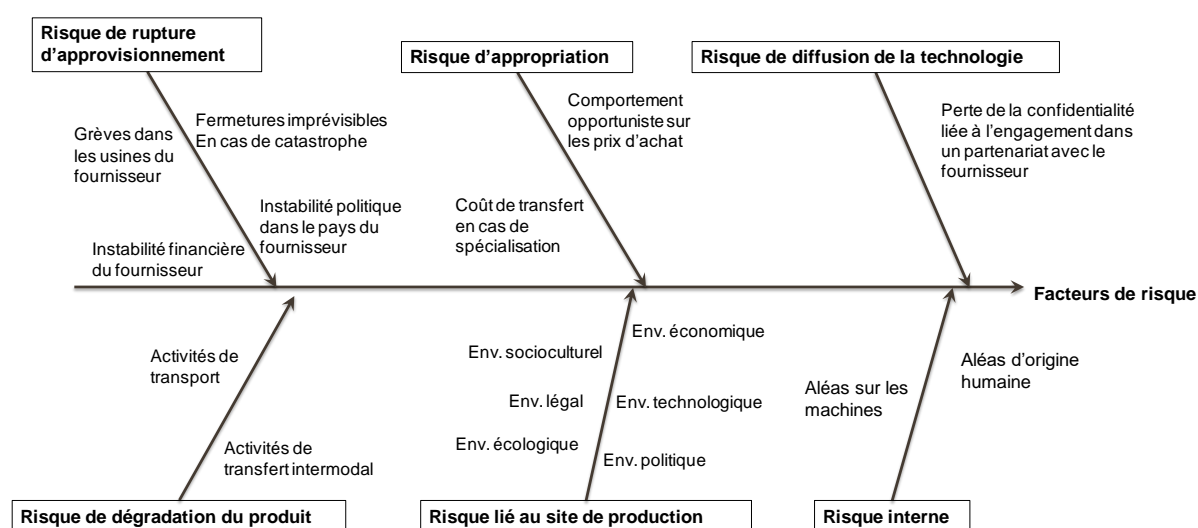 Risque de rupture
d'approvisionnement
Risque d'appropriation
Risque de diffusion de la technologie
Fermetures imprévisibles
En cas de catastrophe
Grèves dans
les usines du
fournisseur
Instabilité politique
dans le pays du
fournisseur
Instabilité financière
du fournisseur
Comportement
opportuniste sur
les prix d'achat
Coût de transfert
en cas de
spécialisation
Perte de la confidentialité
liée à l'engagement dans
un partenariat avec le
fournisseur
Facteurs de risque
Activités de
transport
Activités de
transfert intermodal
Env. économique
Env. socioculturel
Env. légal
Env. technologique
Env. écologique
Env. politique
Aléas d'origine
humaine
Aléas sur les
machines
Risque de dégradation du produit
Risque lié au site de production
Risque interne